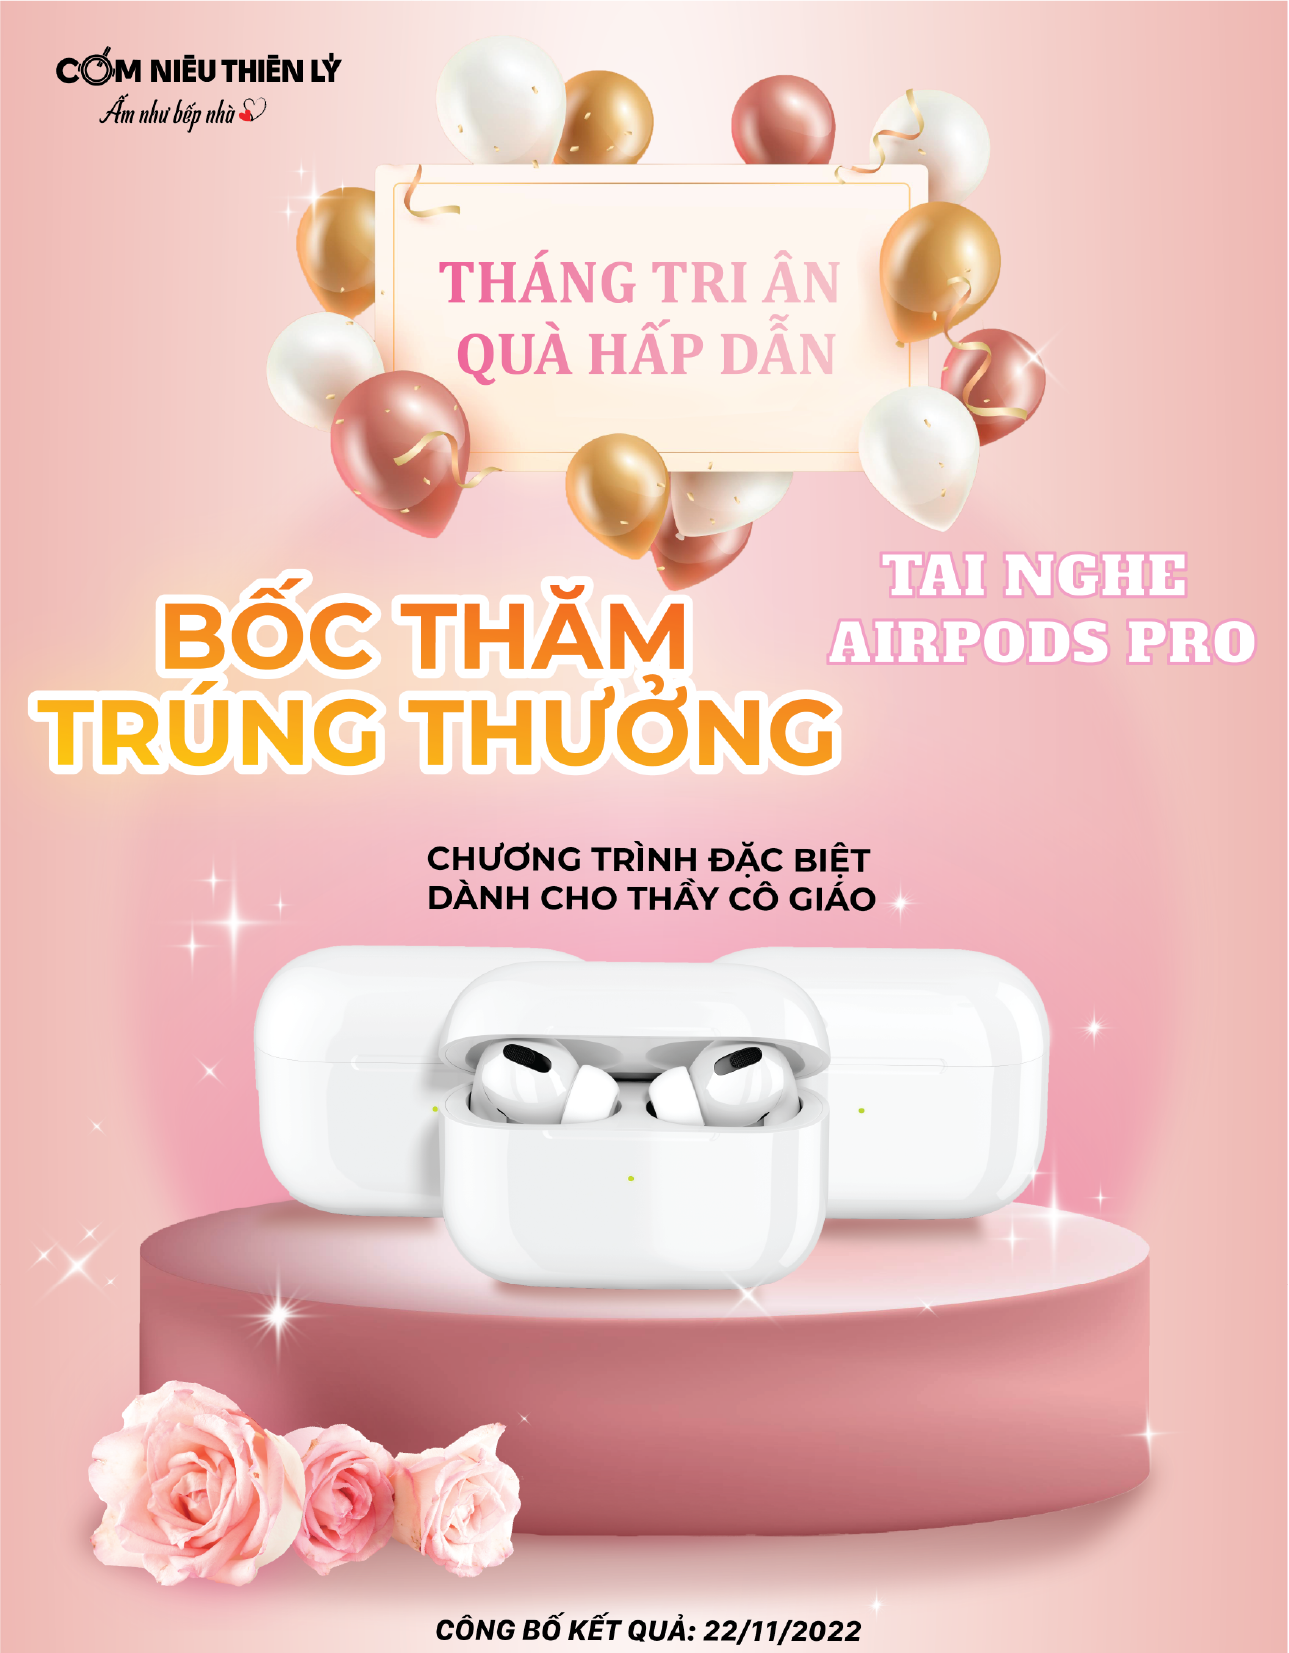 CƠM NIÊU THIÊN LÝ
Ấm như bếp nhà
THÁNG TRI ÂN
QUÀ HẤP DẪN
TAI NGHE
AIRPODS PRO
BỐC THĂM
TRÚNG THƯỞNG
CHƯƠNG TRÌNH ĐẶC BIỆT
DÀNH CHO THẦY CÔ GIÁO
CÔNG BỐ KẾT QUẢ: 22/11/2022